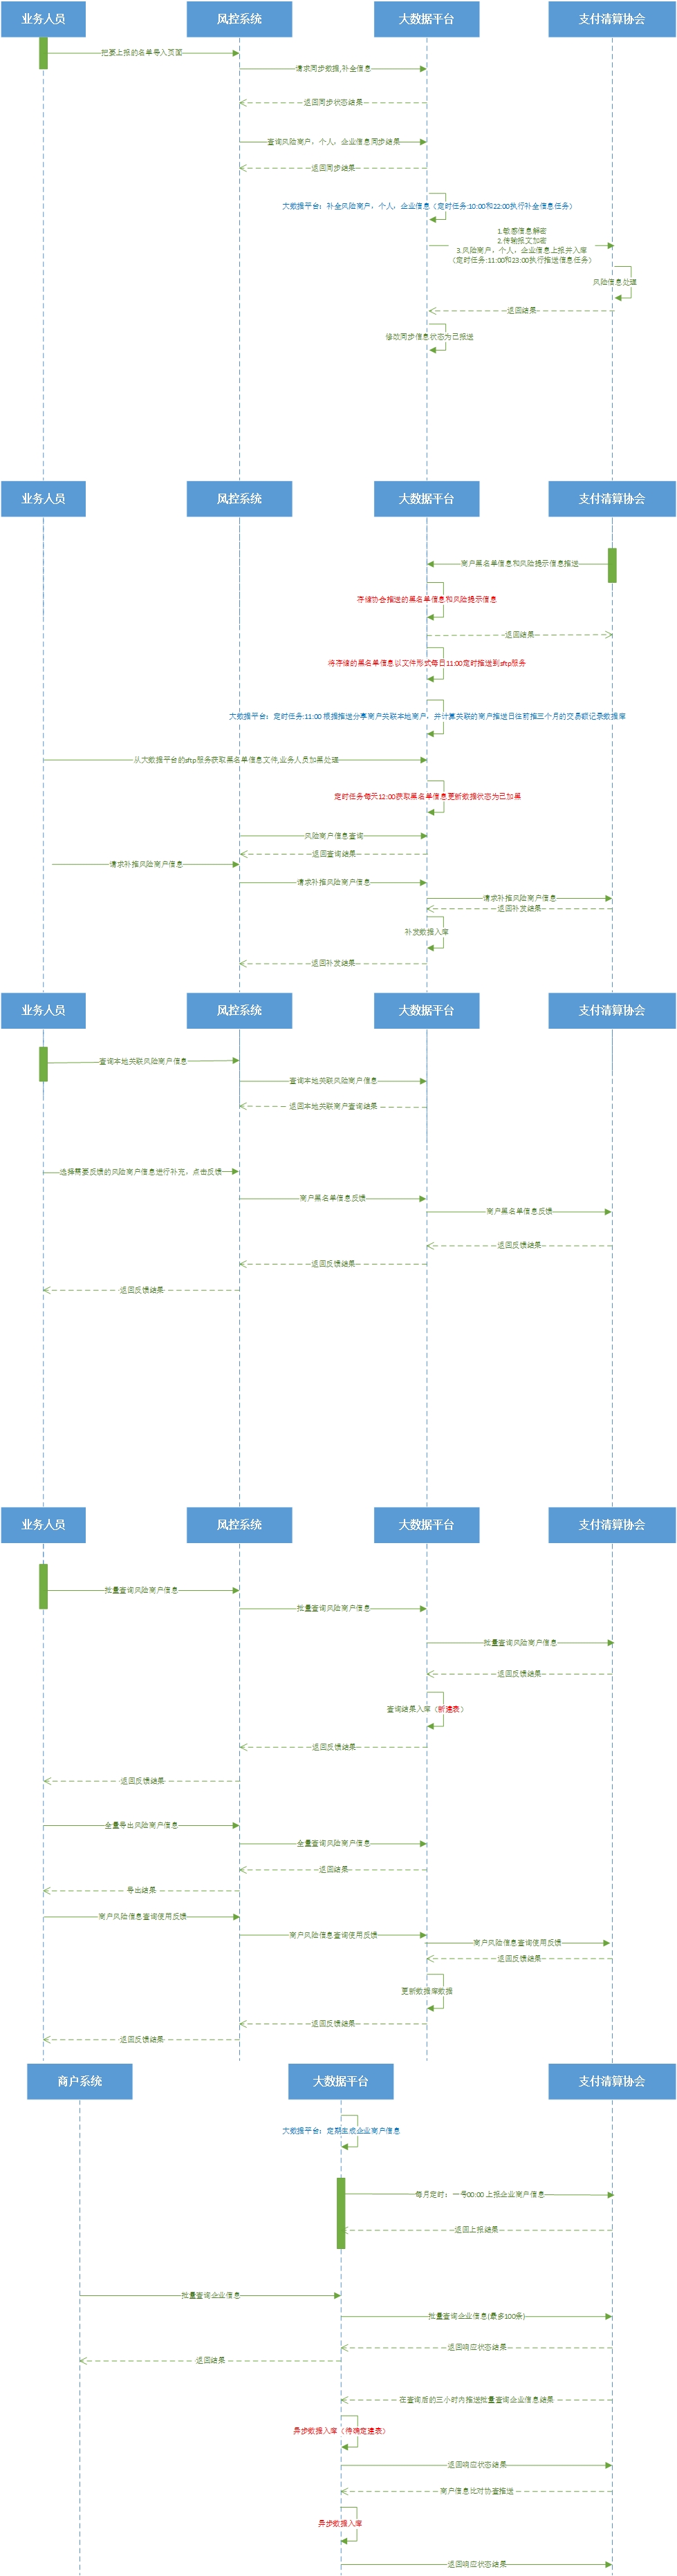 业务人员
风控系统
大数据平台
支付清算协会
把要上报的名单导入页面
请求同步数据,补全信息
返回同步状态结果
查询风险商户，个人，企业信息同步结果
返回同步结果
大数据平台：补全风险商户，个人，企业信息（定时任务:10:00和22:00执行补全信息任务）
1.敏感信息解密
2.传输报文加密
3.风险商户，个人，企业信息上报并入库
（定时任务:11:00和23:00执行推送信息任务）
风险信息处理
返回结果
修改同步信息状态为已报送
业务人员
风控系统
大数据平台
支付清算协会
商户黑名单信息和风险提示信息推送
存储协会推送的黑名单信息和风险提示信息
返回结果
将存储的黑名单信息以文件形式每日11:00定时推送到sftp服务
大数据平台：定时任务:11:00 根据推送分享商户关联本地商户，并计算关联的商户推送日往前推三个月的交易额记录数据库
从大数据平台的sftp服务获取黑名单信息文件,业务人员加黑处理
定时任务每天12:00获取黑名单信息更新数据状态为已加黑
风险商户信息查询
返回查询结果
请求补推风险商户信息
请求补推风险商户信息
请求补推风险商户信息
返回补发结果
补发数据入库
返回补发结果
业务人员
风控系统
大数据平台
支付清算协会
查询本地关联风险商户信息
查询本地关联风险商户信息
返回本地关联商户查询结果
选择需要反馈的风险商户信息进行补充，点击反馈
商户黑名单信息反馈
商户黑名单信息反馈
返回反馈结果
返回反馈结果
返回反馈结果
业务人员
风控系统
大数据平台
支付清算协会
批量查询风险商户信息
批量查询风险商户信息
批量查询风险商户信息
返回反馈结果
查询结果入库（新建表）
返回反馈结果
返回反馈结果
全量导出风险商户信息
全量查询风险商户信息
返回结果
导出结果
商户风险信息查询使用反馈
商户风险信息查询使用反馈
商户风险信息查询使用反馈
返回反馈结果
更新数据库数据
返回反馈结果
返回反馈结果
商户系统
大数据平台
支付清算协会
大数据平台：定期生成企业商户信息
每月定时：一号00:00 上报企业商户信息
返回上报结果
批量查询企业信息
批量查询企业信息(最多100条)
返回响应状态结果
返回结果
在查询后的三小时内推送批量查询企业信息结果
异步数据入库（待确定建表）
返回响应状态结果
商户信息比对协查推送
异步数据入库
返回响应状态结果